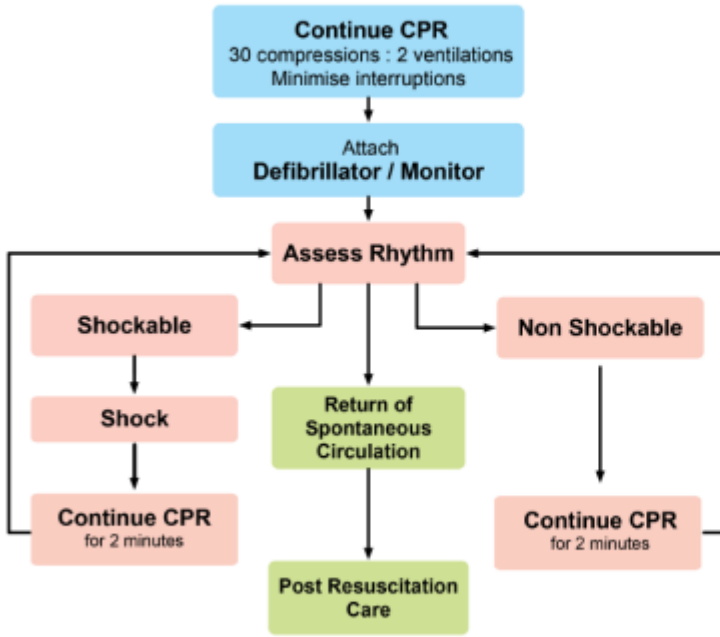 Continue CPR
30 compressions : 2 ventilations
Minimise interruptions
Attach
Defibrillator / Monitor
Assess Rhythm
Shockable
Non Shockable
Shock
Return of
Spontaneous
Circulation
Continue CPR
for 2 minutes
Continue CPR
for 2 minutes
Post Resuscitation
Care